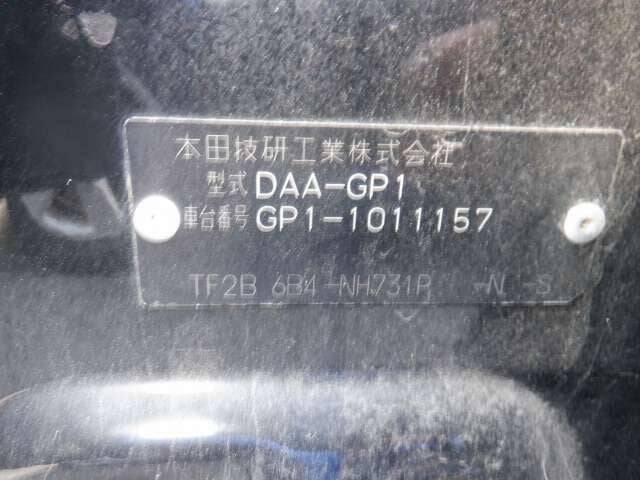 本田技研工業株式会社
型式 DAA-GP1
車台番号 GP1-1011157
TF2B 6B4-NH731P -N -S